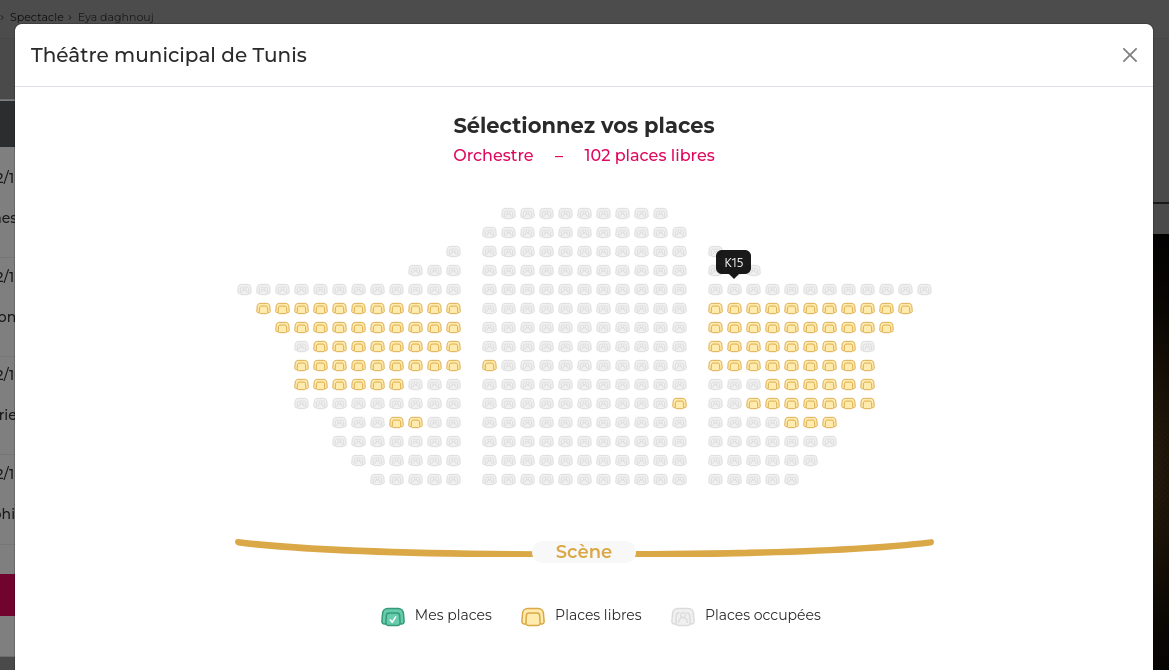 › Spectacle › Eya daghnouj
Théâtre municipal de Tunis
Sélectionnez vos places
Orchestre – 102 places libres
K15
Scène
Mes places
Places libres
Places occupées